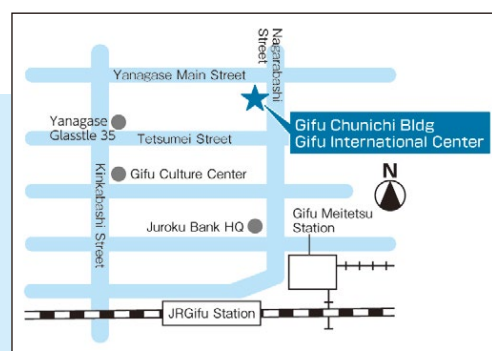 Nagarabashi
Street
Yanagase Main Street
Yanagase
Glasstle 35
Tetsumei Street
Gifu Chunichi Bldg
Gifu International Center
Kinkabashi Street
Gifu Culture Center
N
Juroku Bank HQ
Gifu Meitetsu
Station
JRGifu Station